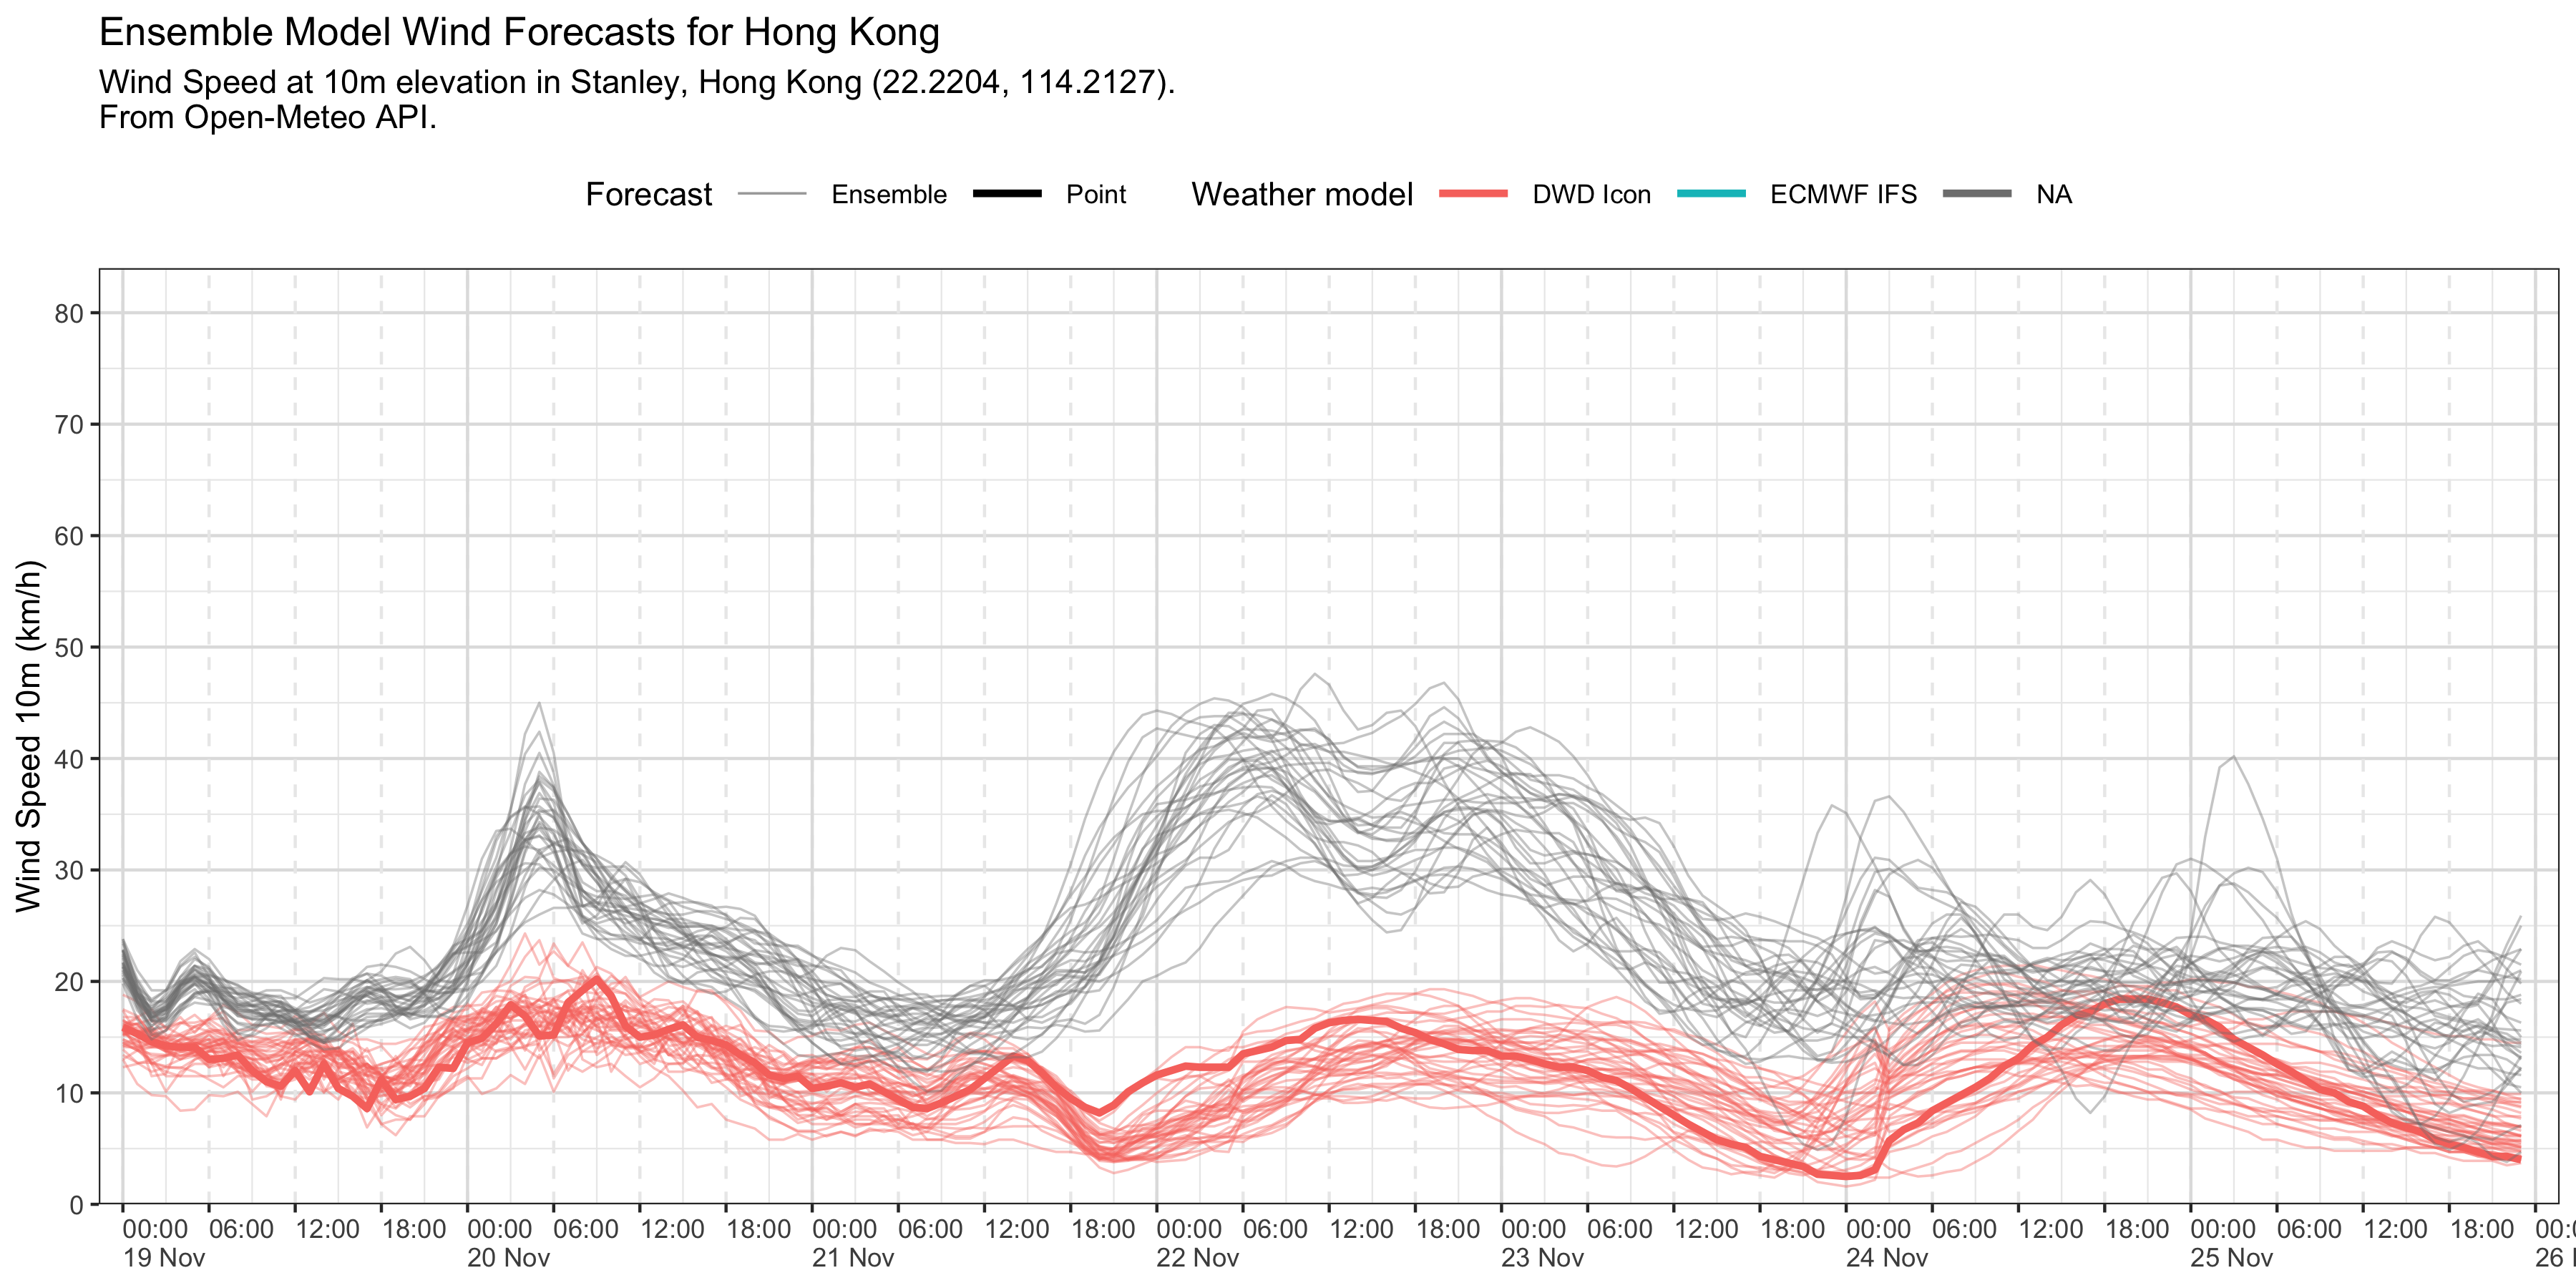 Ensemble Model Wind Forecasts for Hong Kong
Wind Speed at 10m elevation in Stanley, Hong Kong (22.2204, 114.2127).
From Open-Meteo API.
Forecast Ensemble Point Weather model DWD Icon ECMWF IFS NA
Wind Speed 10m (km/h)
80
70
60
50
40
30
20
10
0
00:00 06:00 12:00 18:00 00:00 06:00 12:00 18:00 00:00 06:00 12:00 18:00 00:00 06:00 12:00 18:00 00:00 06:00 12:00 18:00 00:00 06:00 12:00 18:00 00:00 06:00 12:00 18:00
19 Nov 20 Nov 21 Nov 22 Nov 23 Nov 24 Nov 25 Nov 26